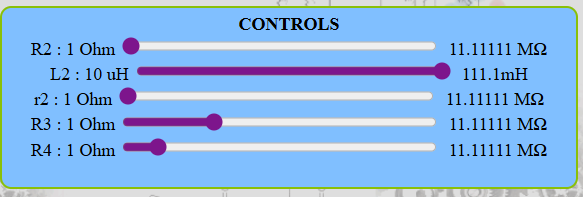 CONTROLS
R2 : 1 Ohm 11.11111 MΩ
L2 : 10 uH 111.1mH
r2 : 1 Ohm 11.11111 MΩ
R3 : 1 Ohm 11.11111 MΩ
R4 : 1 Ohm 11.11111 MΩ